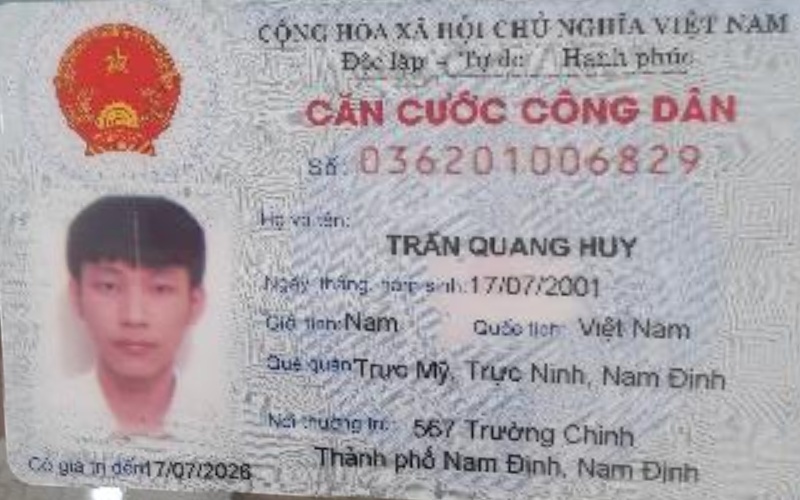 CỘNG HÒA XÃ HỘI CHỦ NGHĨA VIỆT NAM
Độc lập - Tự do - Hạnh phúc
CĂN CƯỚC CÔNG DÂN
Số: 036201006829
Họ và tên:
TRẦN QUANG HUY
Ngày, tháng, năm sinh: 17/07/2001
Giới tính: Nam Quốc tịch: Việt Nam
Quê quán: Trực Mỹ, Trực Ninh, Nam Định
Nơi thường trú: 567 Trường Chinh
Thành phố Nam Định, Nam Định
Có giá trị đến: 17/07/2026